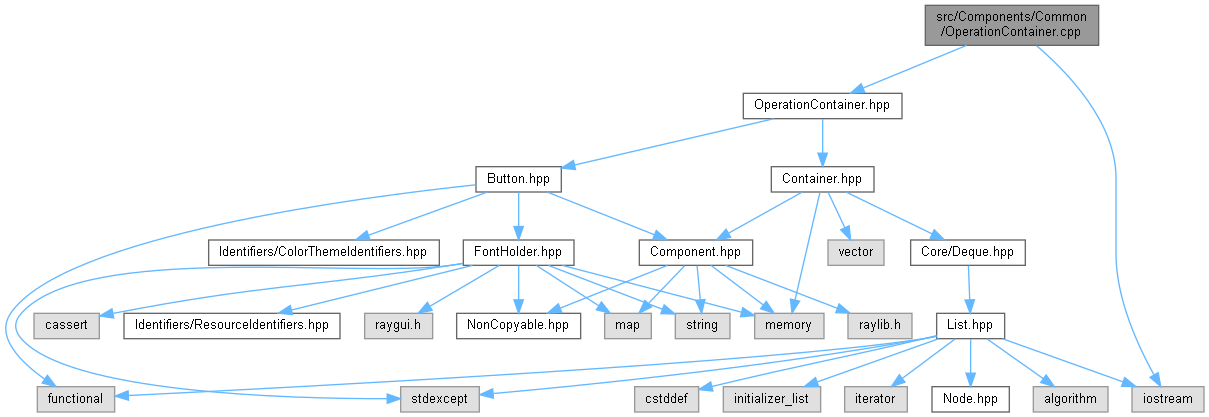 src/Components/Common
/OperationContainer.cpp
OperationContainer.hpp
Button.hpp
Container.hpp
Identifiers/ColorThemeIdentifiers.hpp
FontHolder.hpp
Component.hpp
vector
Core/Deque.hpp
cassert
Identifiers/ResourceIdentifiers.hpp
raygui.h
NonCopyable.hpp
map
string
memory
raylib.h
List.hpp
functional
stdexcept
cstddef
initializer_list
iterator
Node.hpp
algorithm
iostream